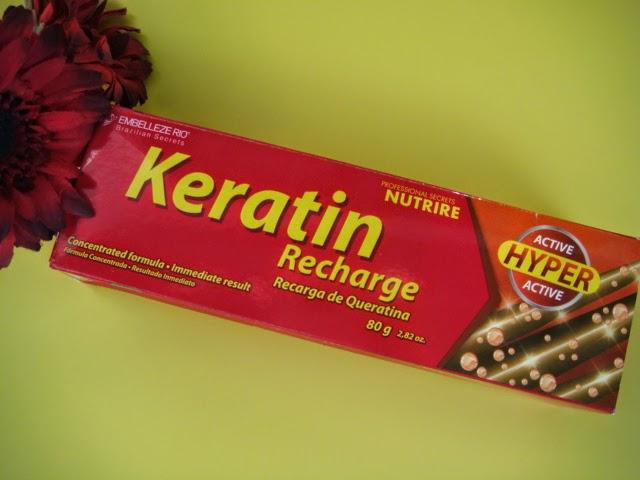 EMBELLEZE RIO®
Brazilian Secrets
Keratin
Recharge
Recarga de Queratina
80 g 2,82 oz.
Concentrated formula • Immediate result
Fórmula Concentrada • Resultado Inmediato
PROFESSIONAL SECRETS
NUTRIRE
ACTIVE
HYPER
ACTIVE